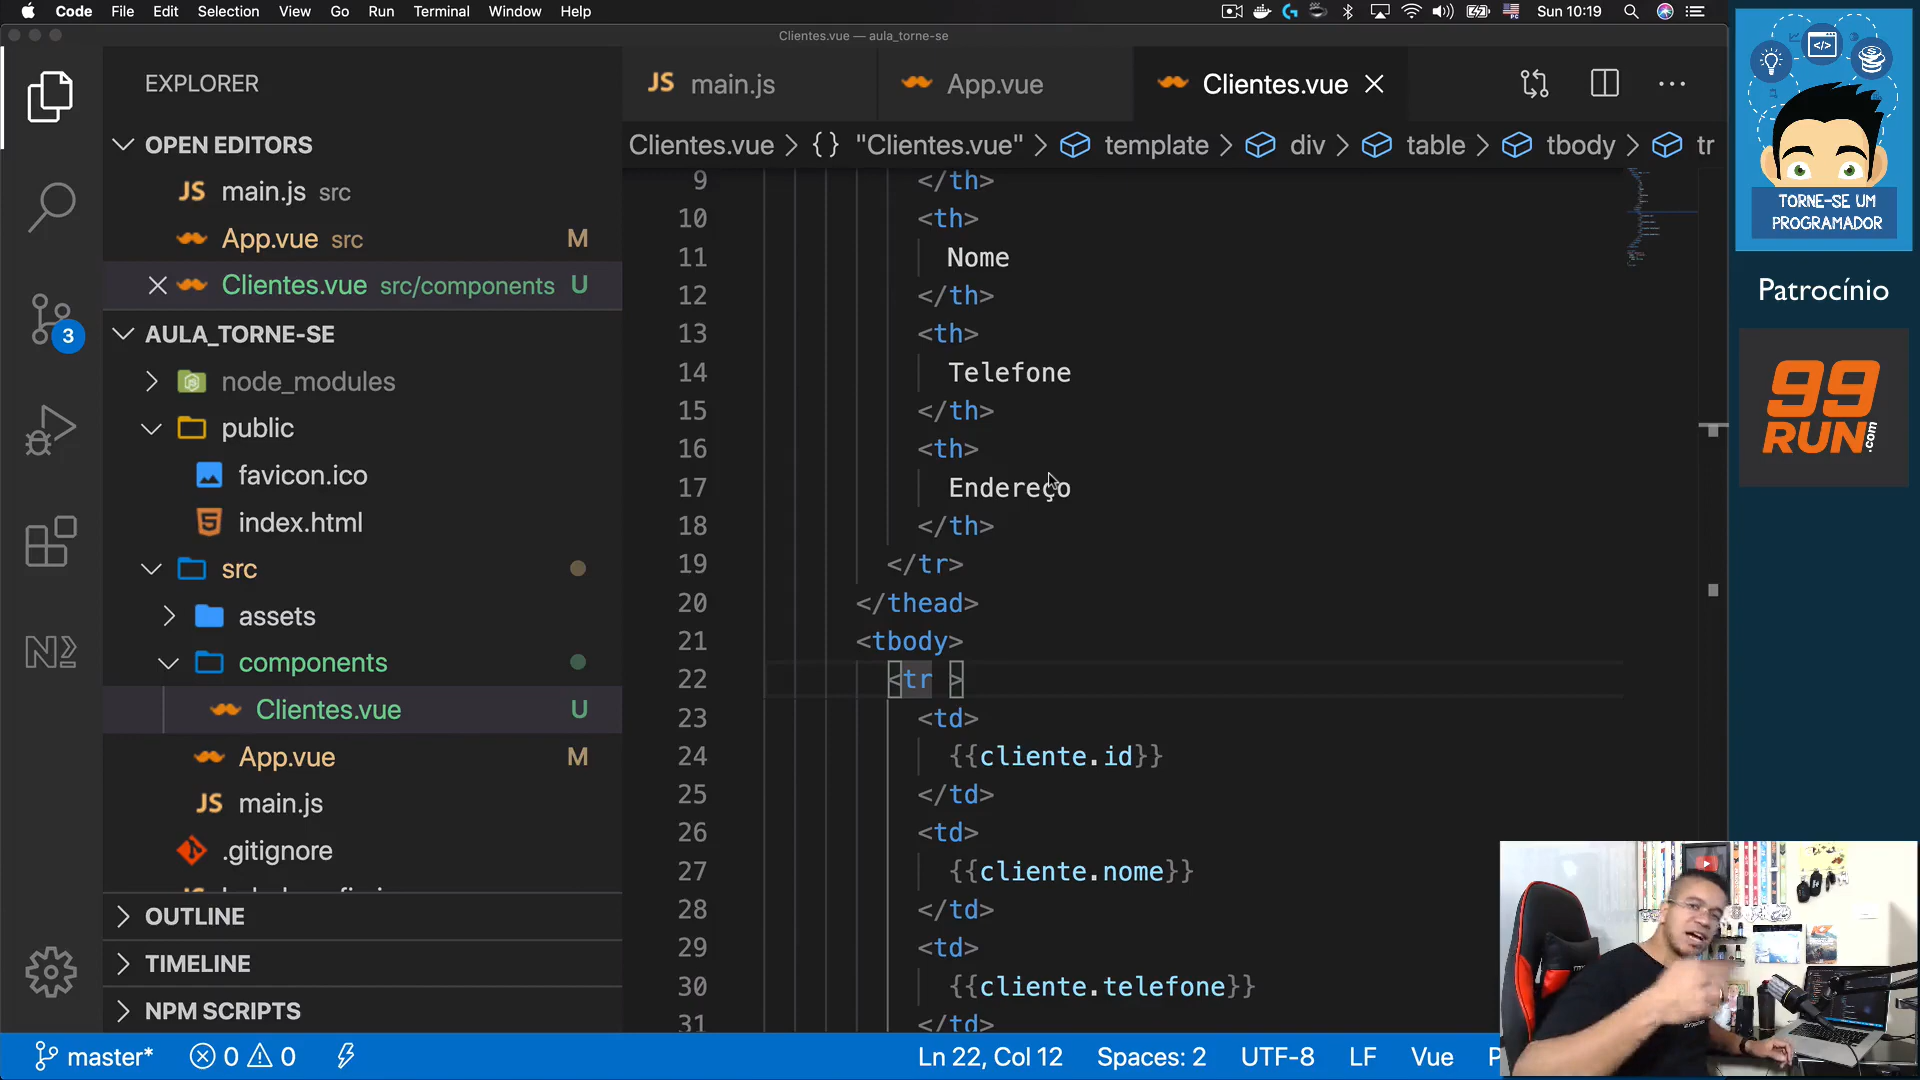 Code File Edit Selection View Go Run Terminal Window Help
Sun 10:19
Clientes.vue — aula_torne-se
EXPLORER
OPEN EDITORS
JS main.js src
App.vue src M
Clientes.vue src/components U
AULA_TORNE-SE
node_modules
public
favicon.ico
index.html
src
assets
components
Clientes.vue U
App.vue M
JS main.js
.gitignore
OUTLINE
TIMELINE
NPM SCRIPTS
3
JS main.js App.vue Clientes.vue
Clientes.vue > {} "Clientes.vue" > template > div > table > tbody > tr
9 </th>
10 <th>
11 Nome
12 </th>
13 <th>
14 Telefone
15 </th>
16 <th>
17 Endereço
18 </th>
19 </tr>
20 </thead>
21 <tbody>
22 <tr >
23 <td>
24 {{cliente.id}}
25 </td>
26 <td>
27 {{cliente.nome}}
28 </td>
29 <td>
30 {{cliente.telefone}}
31 </td>
master* 0 0 Ln 22, Col 12 Spaces: 2 UTF-8 LF Vue
TORNE-SE UM
PROGRAMADOR
Patrocínio
99
RUN.com